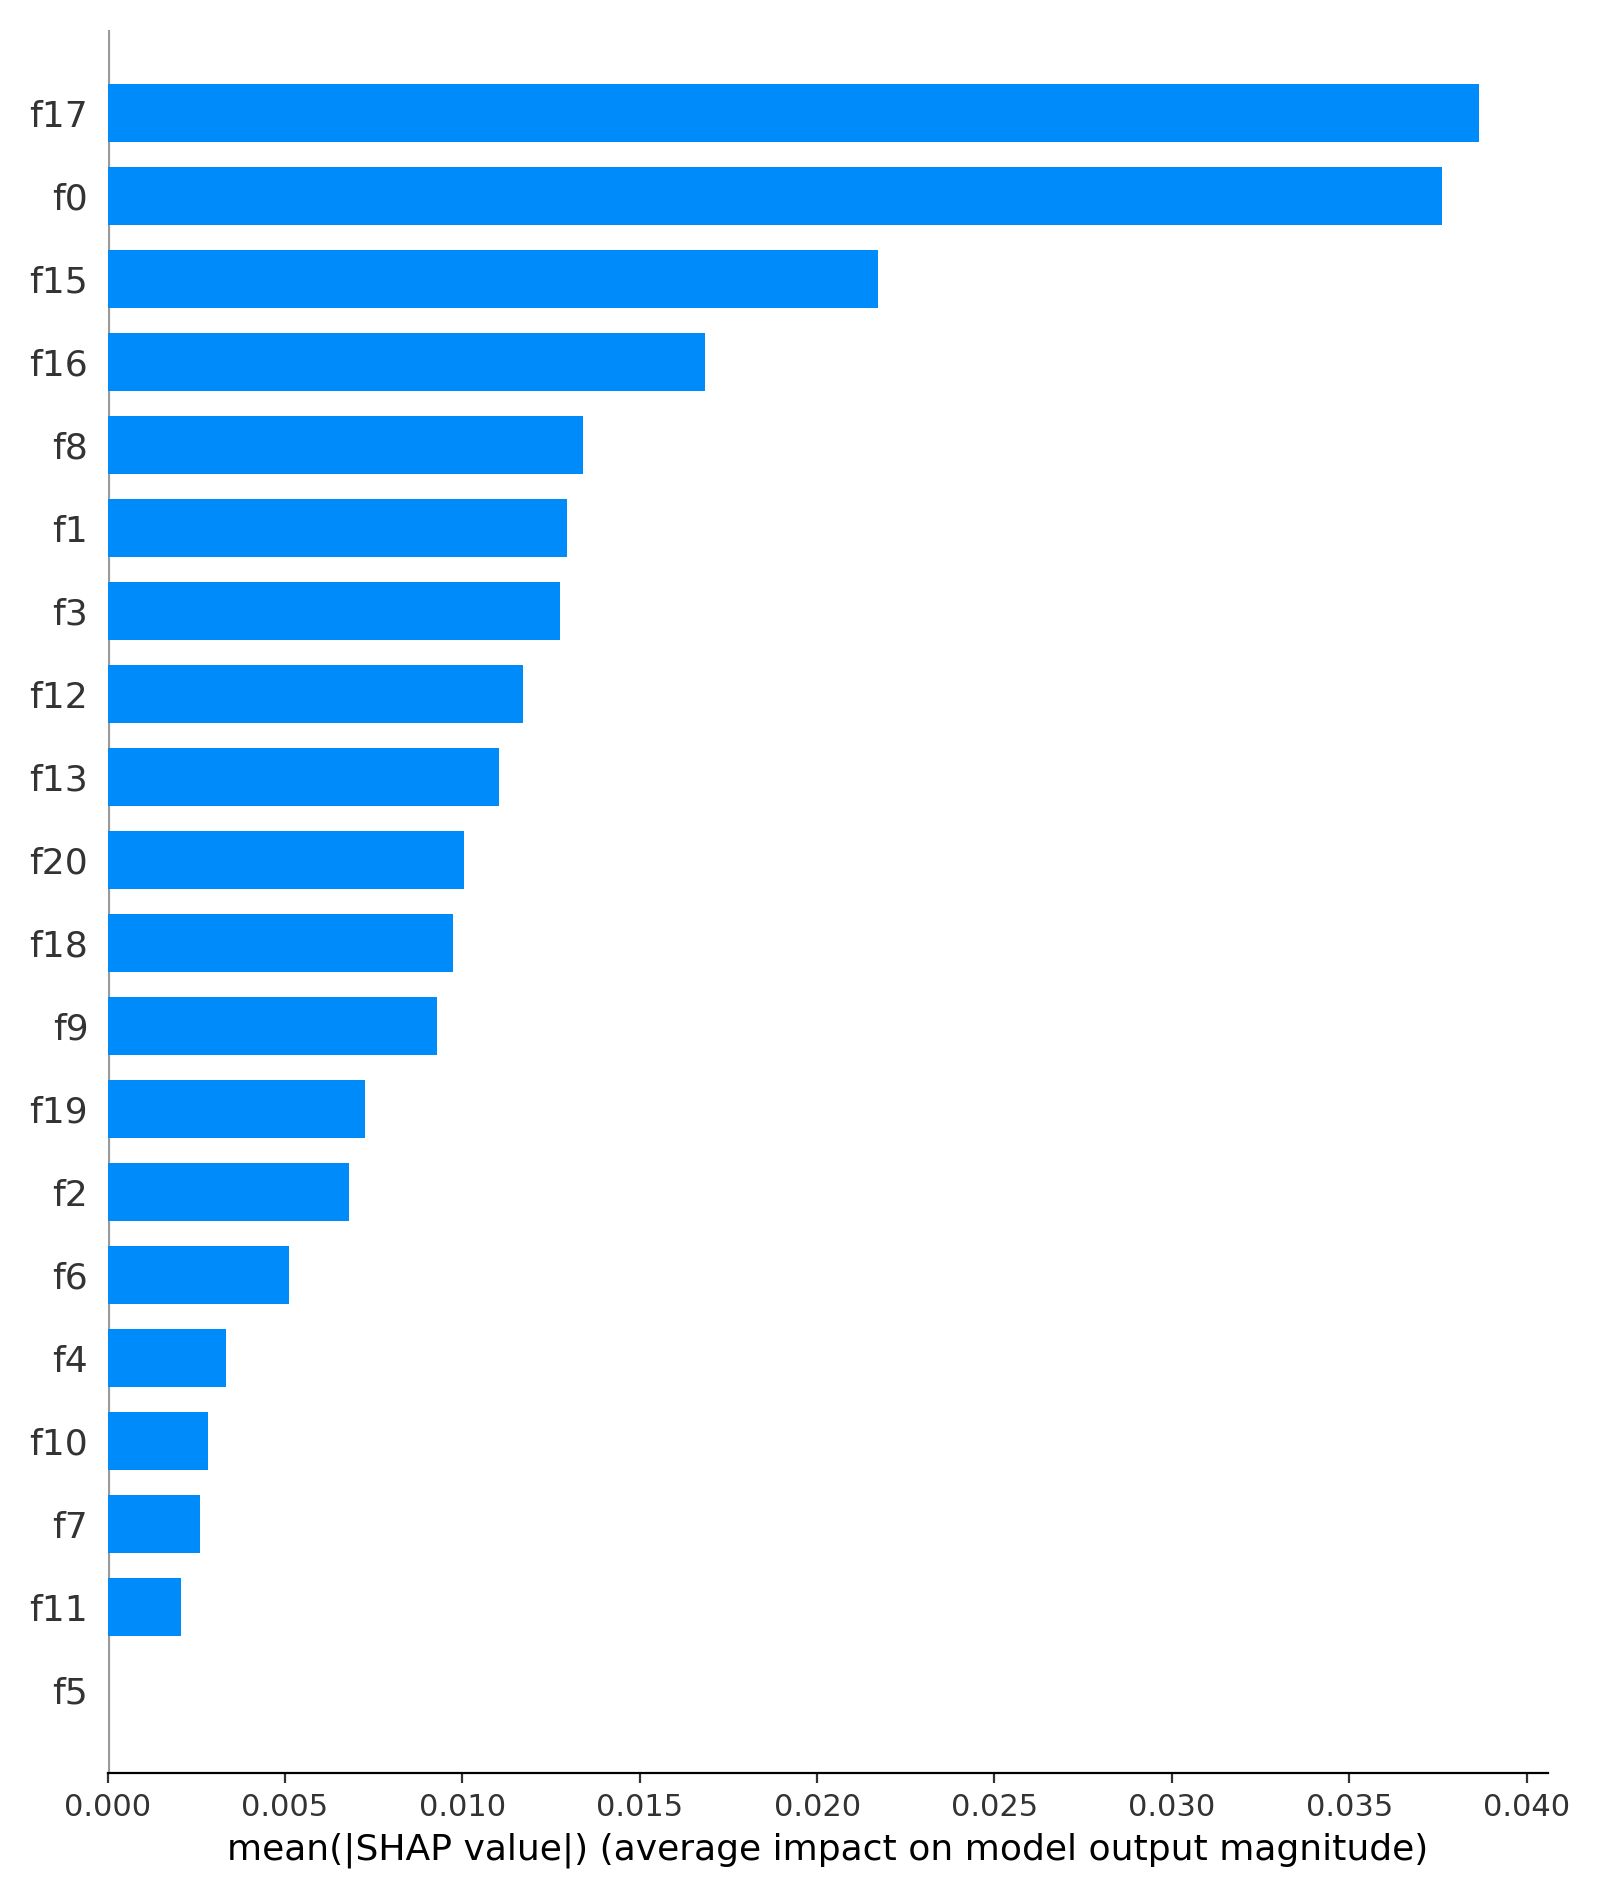 f17
f0
f15
f16
f8
f1
f3
f12
f13
f20
f18
f9
f19
f2
f6
f4
f10
f7
f11
f5
0.000 0.005 0.010 0.015 0.020 0.025 0.030 0.035 0.040
mean(|SHAP value|) (average impact on model output magnitude)